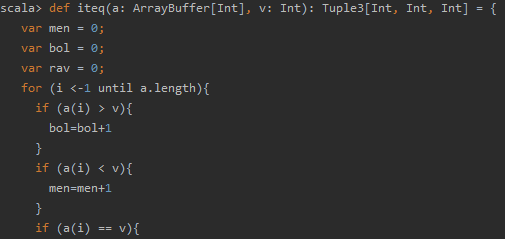 scala> def iteq(a: ArrayBuffer[Int], v: Int): Tuple3[Int, Int, Int] = {
var men = 0;
var bol = 0;
var rav = 0;
for (i <-1 until a.length){
if (a(i) > v){
bol=bol+1
}
if (a(i) < v){
men=men+1
}
if (a(i) == v){